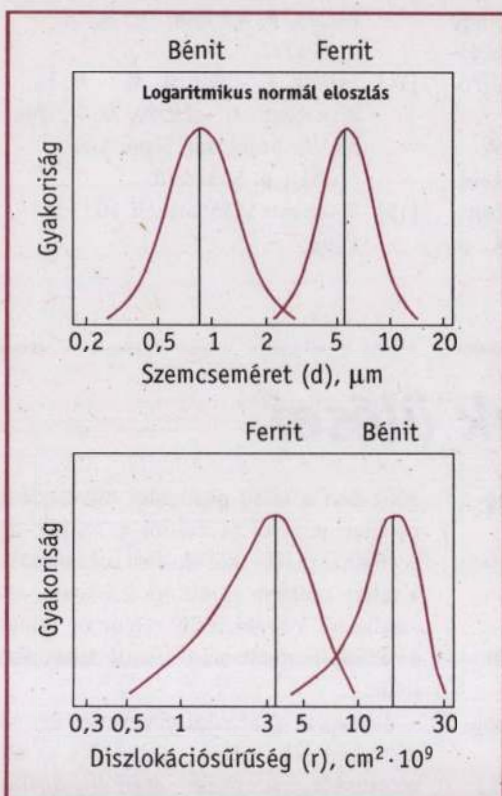 Bénit Ferrit
Logaritmikus normál eloszlás
Gyakoriság
0,2 0,5 1 2 5 10 20
Szemcseméret (d), μm
Ferrit Bénit
Gyakoriság
0,3 0,5 1 3 5 10 30
Diszlokációsűrűség (r), cm²·10⁹